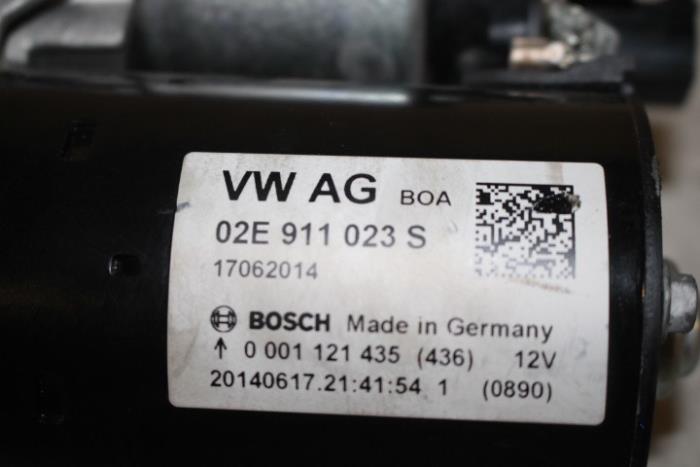 VW AG BOA
02E 911 023 S
17062014
BOSCH Made in Germany
↑ 0 001 121 435 (436) 12V
20140617.21:41:54 1 (0890)